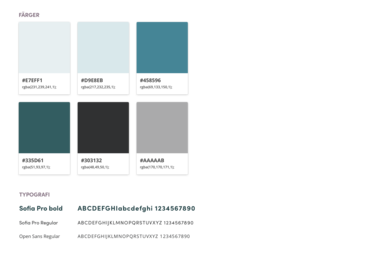 FÄRGER
#E7EFF1 #D9E8EB #458596
rgba(231,239,241,1) rgba(217,232,235,1) rgba(69,133,150,1)
#335D61 #303132 #AAAAAB
rgba(51,93,97,1) rgba(48,49,50,1) rgba(170,170,171,1)
TYPOGRAFI
Sofia Pro bold ABCDEFGHIabcdefghi 1234567890
Sofia Pro Regular ABCDEFGHIJKLMNOPQRSTUVXYZ 1234567890
Open Sans Regular ABCDEFGHIJKLMNOPQRSTUVXYZ 1234567890